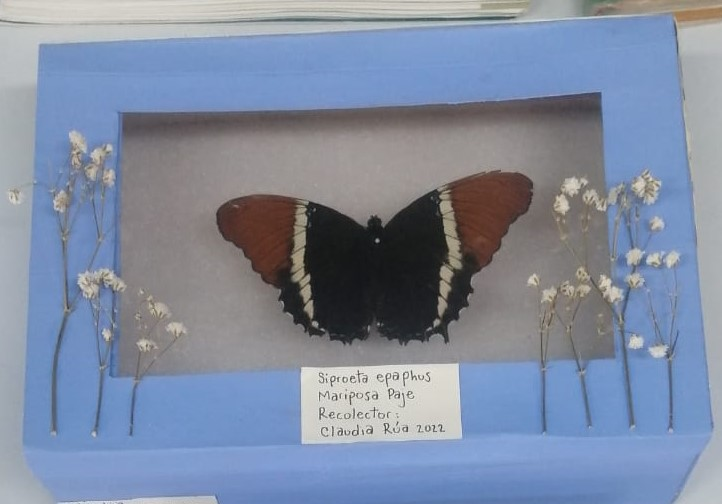 Siproeta epaphus
Mariposa Paje
Recolector:
Claudia Rúa 2022